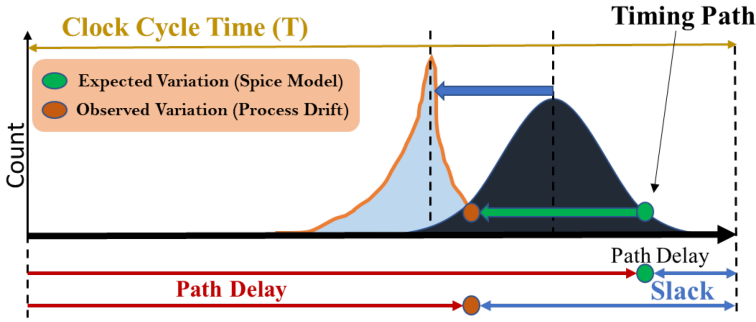 Timing Path
Clock Cycle Time (T)
Expected Variation (Spice Model)
Observed Variation (Process Drift)
Count
Path Delay
Path Delay
Slack